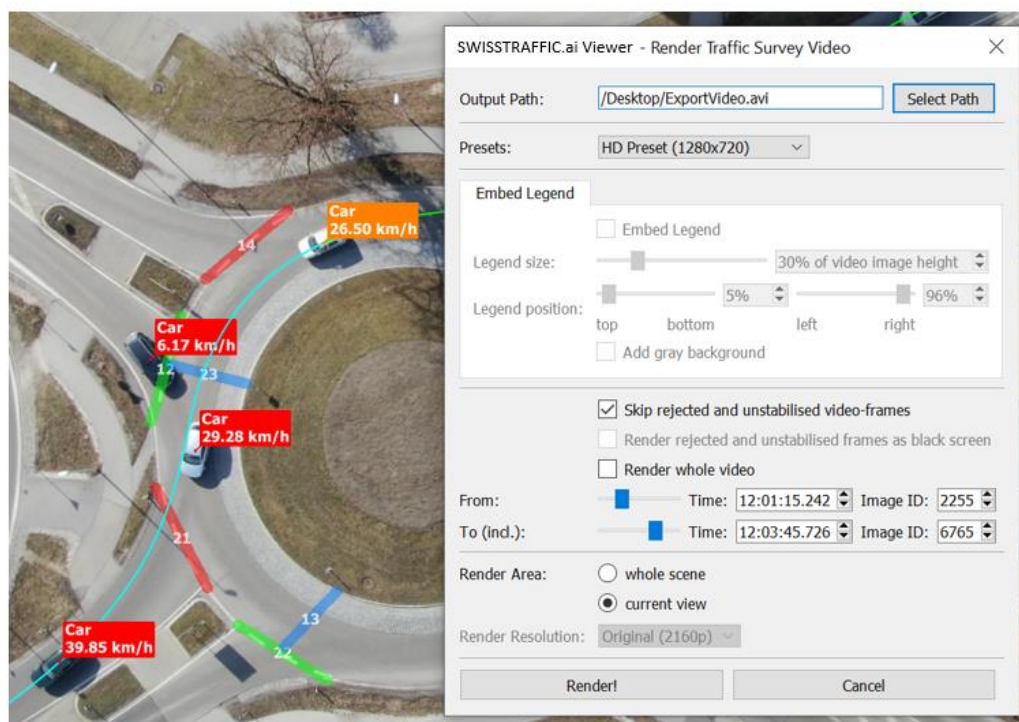 SWISSTRAFFIC.ai Viewer - Render Traffic Survey Video
Output Path: /Desktop/ExportVideo.avi Select Path
Presets: HD Preset (1280x720)
Embed Legend
Embed Legend
Legend size: 30% of video image height
Legend position: 5% 96%
top bottom left right
Add gray background
Skip rejected and unstabilised video-frames
Render rejected and unstabilised frames as black screen
Render whole video
From: Time: 12:01:15.242 Image ID: 2255
To (incl.): Time: 12:03:45.726 Image ID: 6765
Render Area: whole scene
current view
Render Resolution: Original (2160p)
Render! Cancel
Car
26.50 km/h
14
Car
6.17 km/h
12
23
Car
29.28 km/h
21
13
22
Car
39.85 km/h